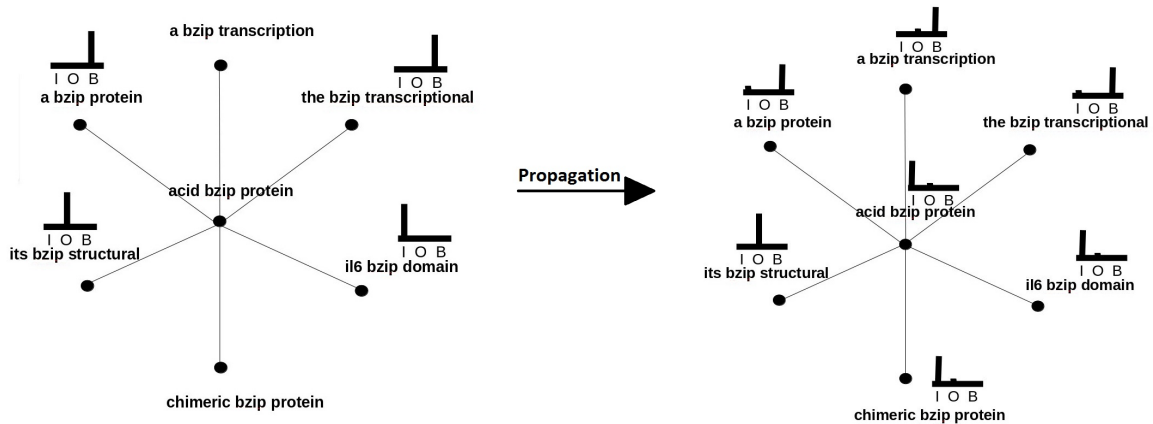 a bzip transcription
I O B
a bzip protein
I O B
the bzip transcriptional
acid bzip protein
I O B
its bzip structural
I O B
il6 bzip domain
chimeric bzip protein
Propagation
I O B
a bzip transcription
I O B
a bzip protein
I O B
the bzip transcriptional
I O B
acid bzip protein
I O B
its bzip structural
I O B
il6 bzip domain
I O B
chimeric bzip protein